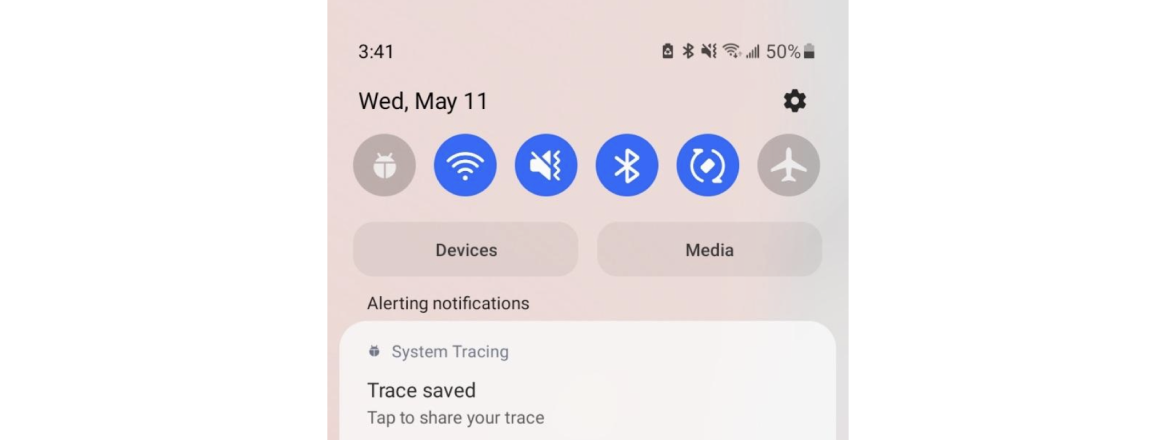 3:41 50%
Wed, May 11
Devices Media
Alerting notifications
System Tracing
Trace saved
Tap to share your trace